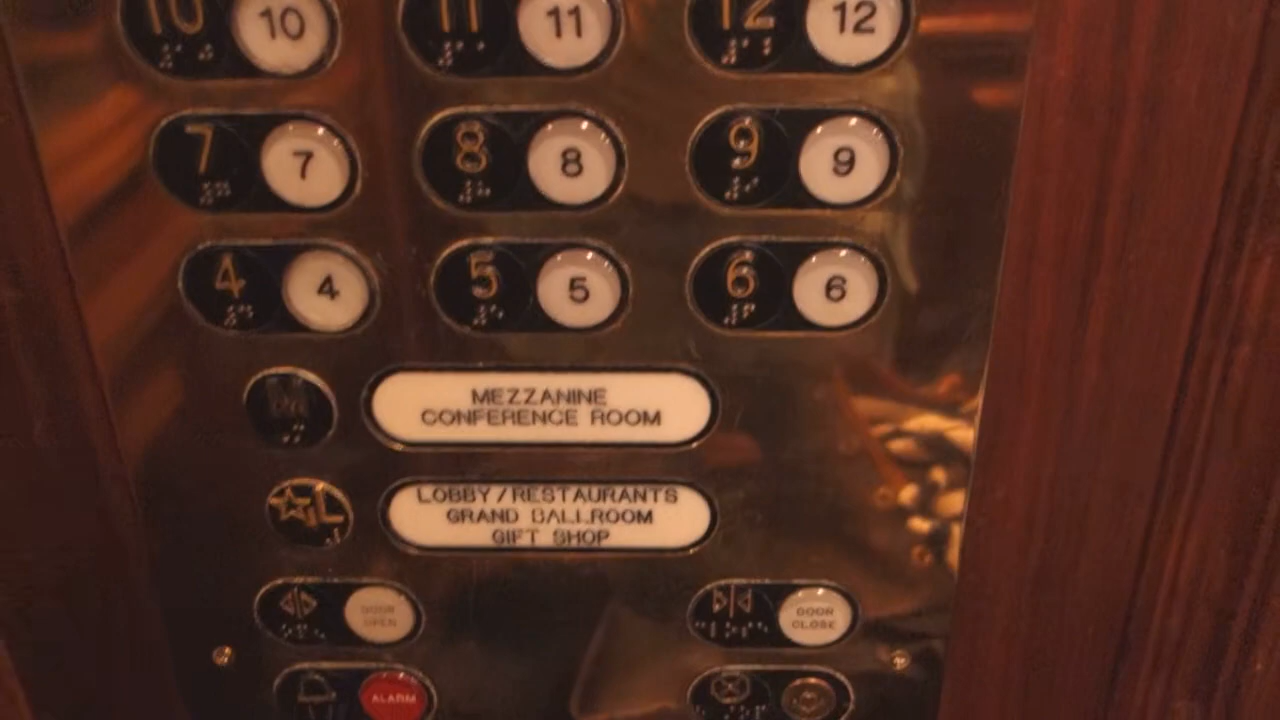 10 10 11 11 12 12
7 7 8 8 9 9
4 4 5 5 6 6
MEZZANINE
CONFERENCE ROOM
L
LOBBY/RESTAURANTS
GRAND BALLROOM
GIFT SHOP
DOOR
OPEN
DOOR
CLOSE
ALARM